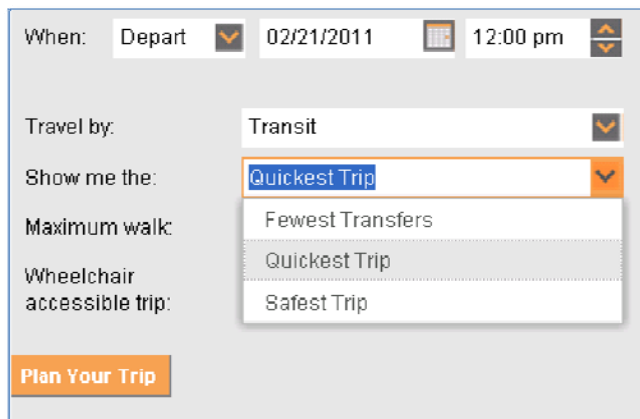 When: Depart 02/21/2011 12:00 pm
Travel by: Transit
Show me the: Quickest Trip
Maximum walk: Fewest Transfers
Quickest Trip
Wheelchair
accessible trip: Safest Trip
Plan Your Trip